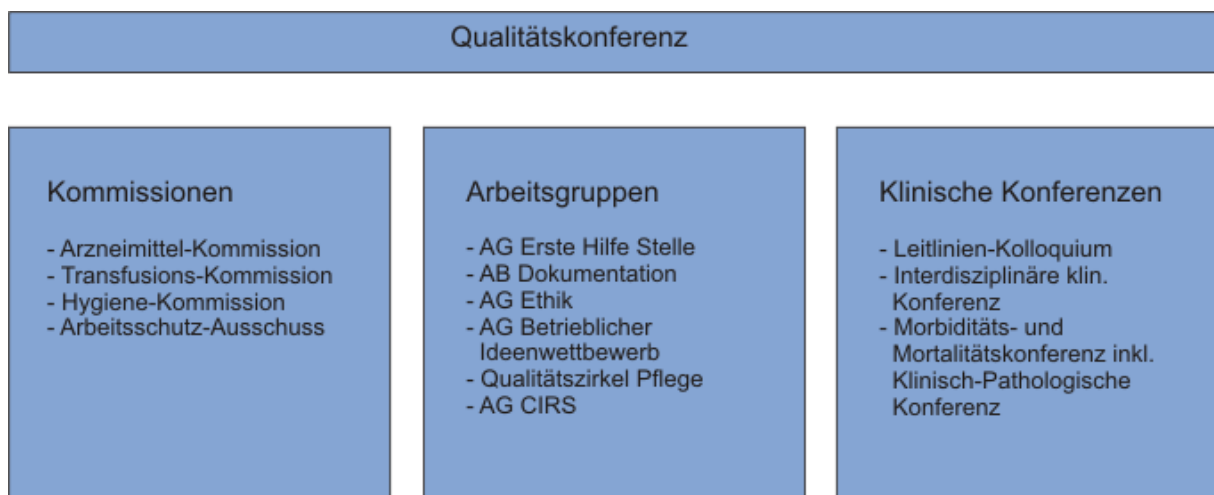 Qualitätskonferenz
Kommissionen
- Arzneimittel-Kommission
- Transfusions-Kommission
- Hygiene-Kommission
- Arbeitsschutz-Ausschuss
Arbeitsgruppen
- AG Erste Hilfe Stelle
- AB Dokumentation
- AG Ethik
- AG Betrieblicher
Ideenwettbewerb
- Qualitätszirkel Pflege
- AG CIRS
Klinische Konferenzen
- Leitlinien-Kolloquium
- Interdisziplinäre klin.
Konferenz
- Morbiditäts- und
Mortalitätskonferenz inkl.
Klinisch-Pathologische
Konferenz